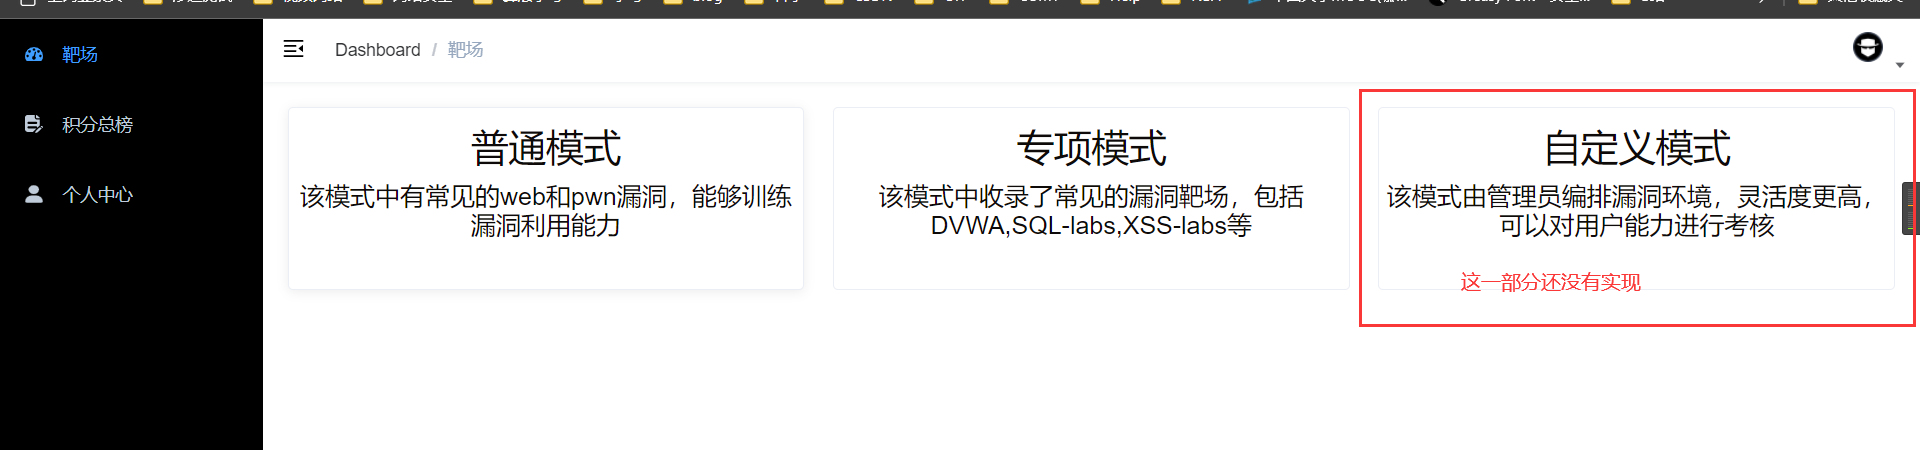 靶场
积分总榜
个人中心
Dashboard / 靶场
普通模式
该模式中有常见的web和pwn漏洞，能够训练
漏洞利用能力
专项模式
该模式中收录了常见的漏洞靶场，包括
DVWA,SQL-labs,XSS-labs等
自定义模式
该模式由管理员编排漏洞环境，灵活度更高，
可以对用户能力进行考核
这一部分还没有实现